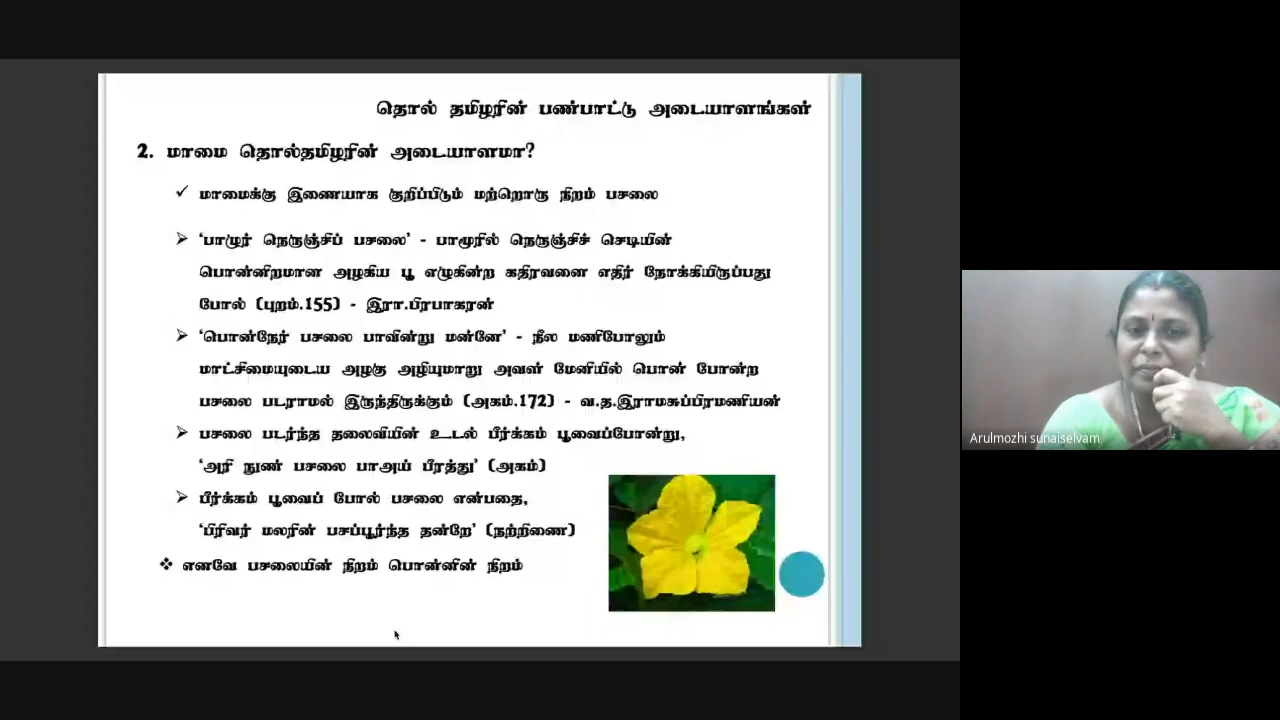 தொல் தமிழரின் பண்பாட்டு அடையாளங்கள்
2. மாமை தொல்தமிழரின் அடையாளமா?
✓ மாமைக்கு இணையாக குறிப்பிடும் மற்றொரு நிறம் பசலை
➢ ‘பாழூர் நெருஞ்சிப் பசலை’ - பாமூரில் நெருஞ்சிச் செடியின்
பொன்னிறமான அழகிய பூ எழுகின்ற கதிரவனை எதிர் நோக்கியிருப்பது
போல் (புறம்.155) - இரா.பிரபாகரன்
➢ ‘பொன்நேர் பசலை பாவின்று மன்னே’ - நீல மணிபோலும்
மாட்சிமையுடைய அழகு அழியுமாறு அவள் மேனியில் பொன் போன்ற
பசலை படராமல் இருந்திருக்கும் (அகம்.172) - வ.த.இராமசுப்பிரமணியன்
➢ பசலை படர்ந்த தலைவியின் உடல் பீர்க்கம் பூவைப்போன்று,
‘அரி நுண் பசலை பாஅய் பீரத்து’ (அகம்)
➢ பீர்க்கம் பூவைப் போல் பசலை என்பதை,
‘பிரிவர் மலரின் பசப்பூர்ந்த தன்றே’ (நற்றிணை)
❖ எனவே பசலையின் நிறம் பொன்னின் நிறம்
Arulmozhi sunaiselvam